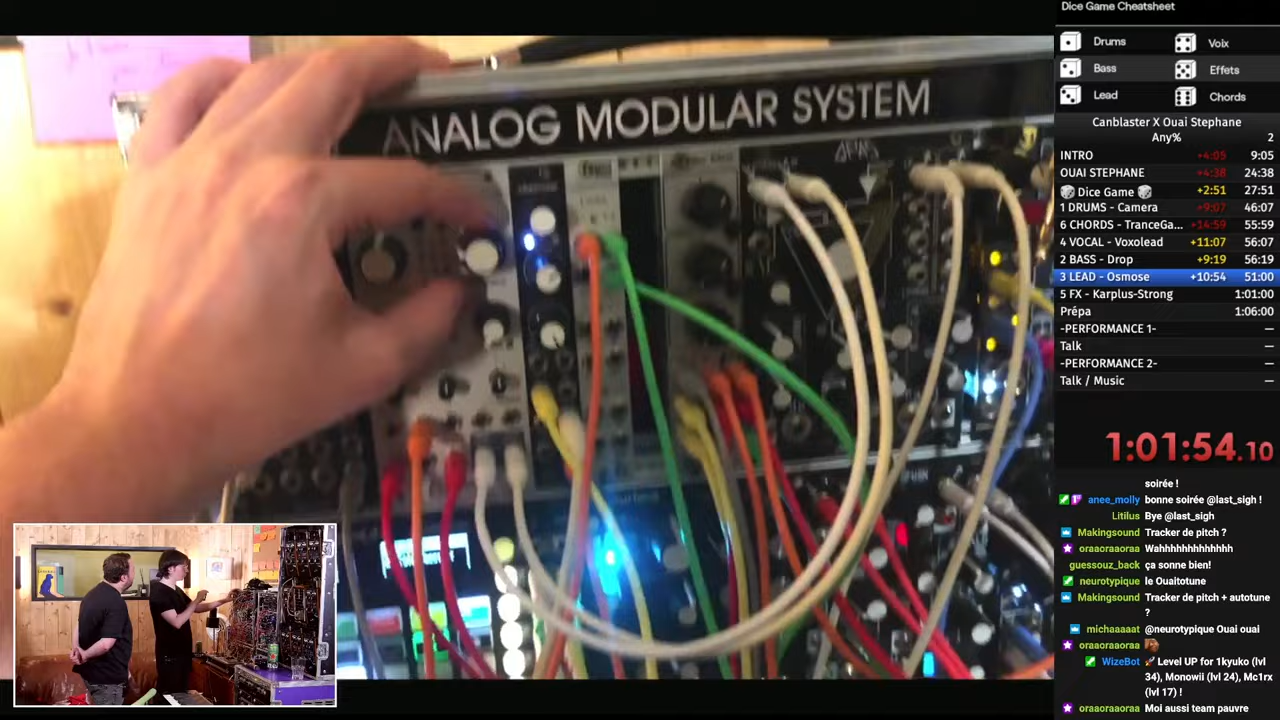 ANALOG MODULAR SYSTEM
Dice Game Cheatsheet
Drums
Voix
Bass
Effets
Lead
Chords
Canblaster X Ouai Stephane
Any% 2
INTRO +4:05 9:05
OUAI STEPHANE +4:38 24:38
🎲 Dice Game 🎲 +2:51 27:51
1 DRUMS - Camera +9:07 46:07
6 CHORDS - TranceGa... +14:59 55:59
4 VOCAL - Voxolead +11:07 56:07
2 BASS - Drop +9:19 56:19
3 LEAD - Osmose +10:54 51:00
5 FX - Karplus-Strong 1:01:00
Prépa 1:06:00
-PERFORMANCE 1- —
Talk —
-PERFORMANCE 2- —
Talk / Music —
1:01:54.10
soirée !
anee_molly bonne soirée @last_sigh !
Litilus Bye @last_sigh
Makingsound Tracker de pitch ?
oraaoraaoraa Wahhhhhhhhhhhh
guessouz_back ça sonne bien!
neurotypique le Ouaitotune
Makingsound Tracker de pitch + autotune
?
michaaaaat @neurotypique Ouai ouai
oraaoraaoraa
WizeBot 🚀 Level UP for 1kyuko (lvl
3), Monowii (lvl 24), Mc1rx
(lvl 17) !
oraaoraaoraa Moi aussi team pauvre